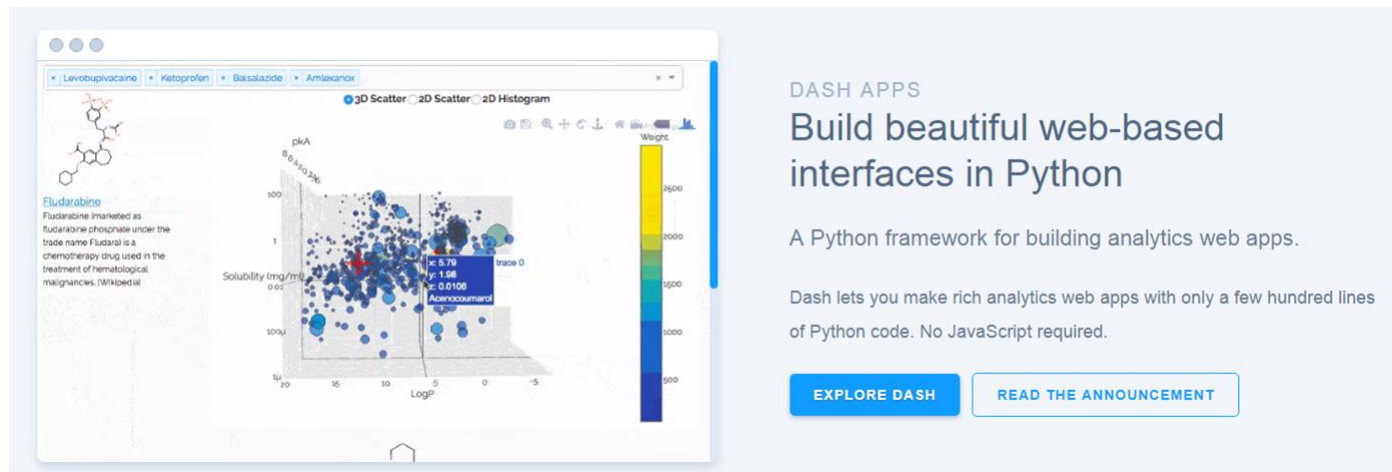 × Levobupivacaine × Ketoprofen × Balsalazide × Amlexanox × ▾
3D Scatter 2D Scatter 2D Histogram
Fludarabine
Fludarabine (marketed as
fludarabine phosphate under the
trade name Fludara) is a
chemotherapy drug used in the
treatment of hematological
malignancies. [Wikipedia]
pkA
100
1
Solubility (mg/ml)
0.01
100μ
1μ
20 15 10 5 0 -5
LogP
x: 5.79
y: 1.98
z: 0.0106
Acenocoumarol
trace 0
Weight
2500
2000
1500
1000
500
DASH APPS
Build beautiful web-based
interfaces in Python
A Python framework for building analytics web apps.
Dash lets you make rich analytics web apps with only a few hundred lines
of Python code. No JavaScript required.
EXPLORE DASH
READ THE ANNOUNCEMENT